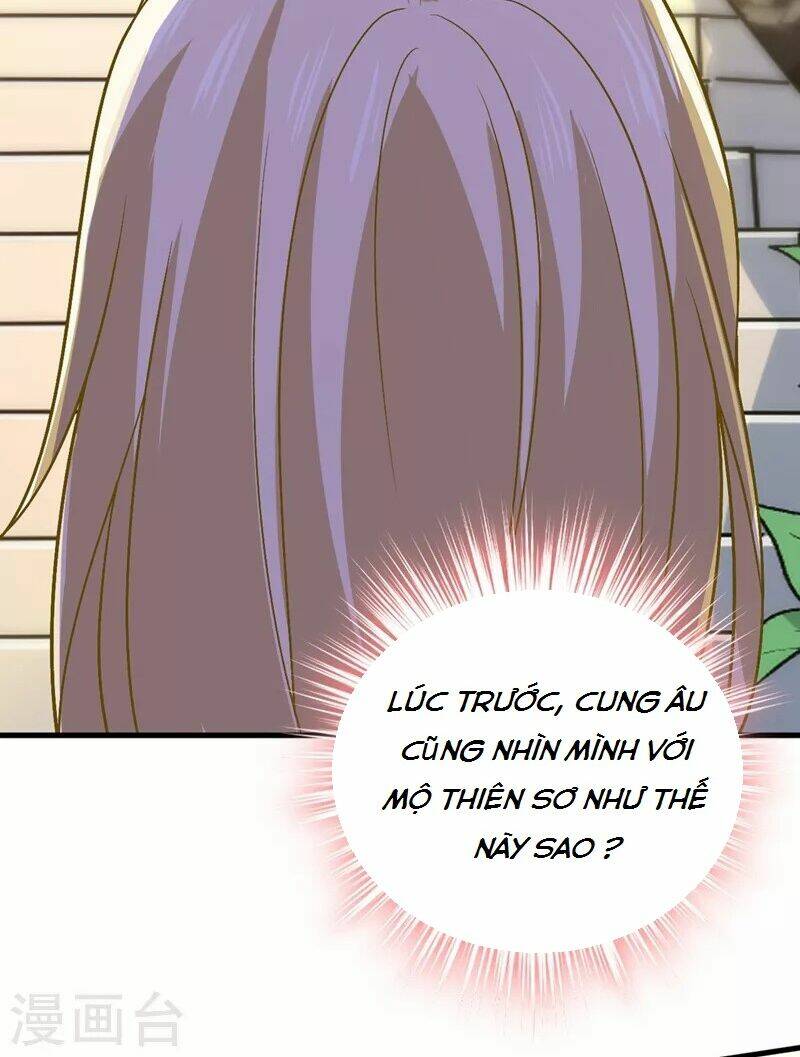 LÚC TRƯỚC, CUNG ÂU
CŨNG NHÌN MÌNH VỚI
MỘ THIÊN SƠ NHƯ THẾ
NÀY SAO ?
漫画台